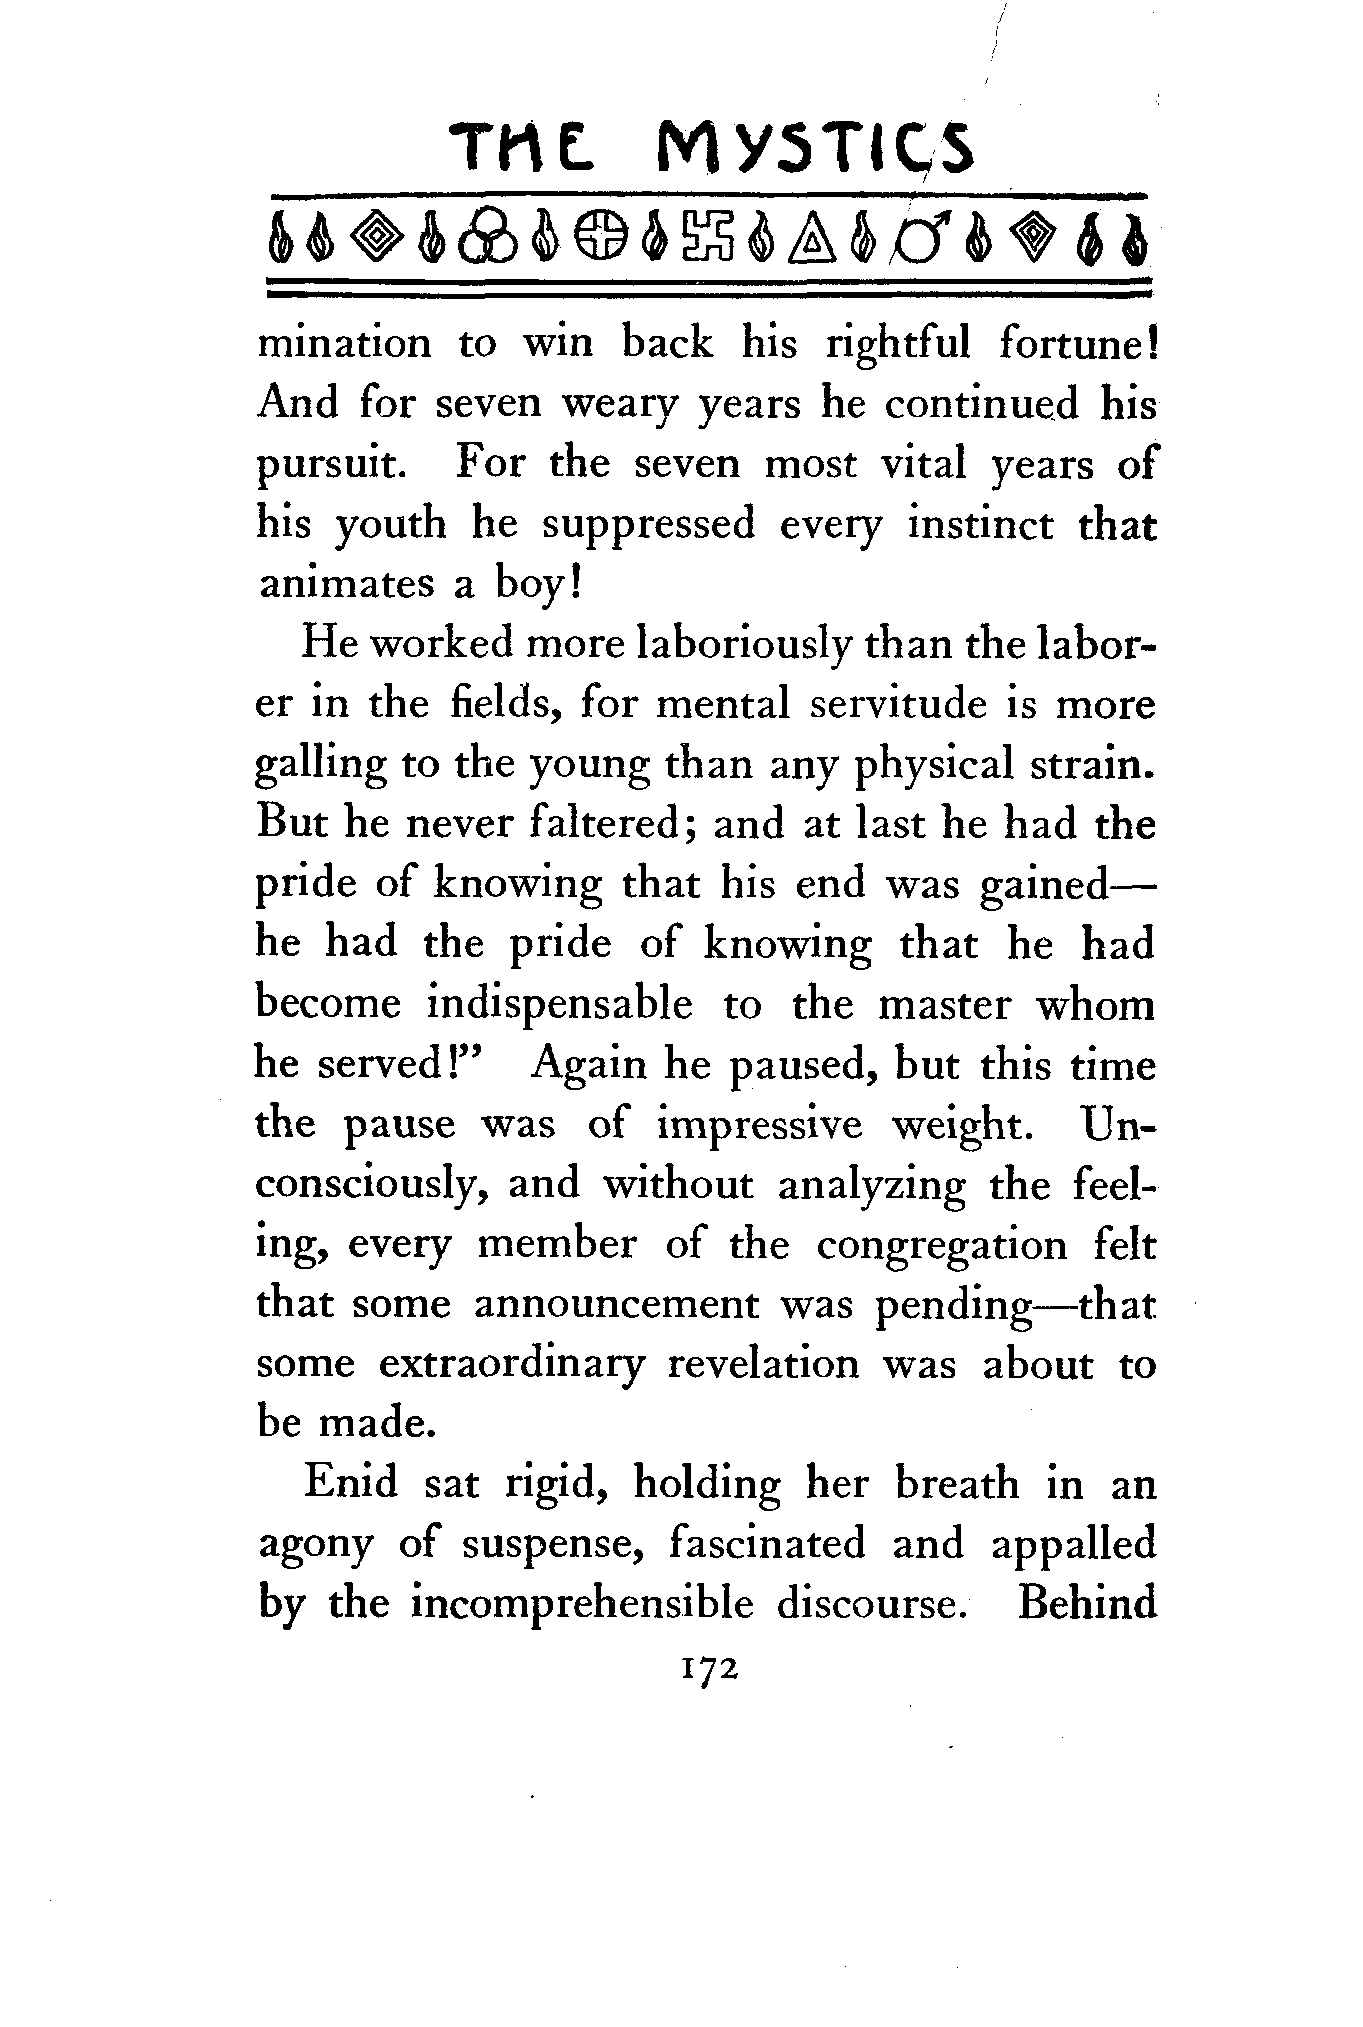 THE MYSTICS
mination to win back his rightful fortune!
And for seven weary years he continued his
pursuit. For the seven most vital years of
his youth he suppressed every instinct that
animates a boy!
He worked more laboriously than the labor-
er in the fields, for mental servitude is more
galling to the young than any physical strain.
But he never faltered; and at last he had the
pride of knowing that his end was gained—
he had the pride of knowing that he had
become indispensable to the master whom
he served!” Again he paused, but this time
the pause was of impressive weight. Un-
consciously, and without analyzing the feel-
ing, every member of the congregation felt
that some announcement was pending—that
some extraordinary revelation was about to
be made.
Enid sat rigid, holding her breath in an
agony of suspense, fascinated and appalled
by the incomprehensible discourse. Behind
172